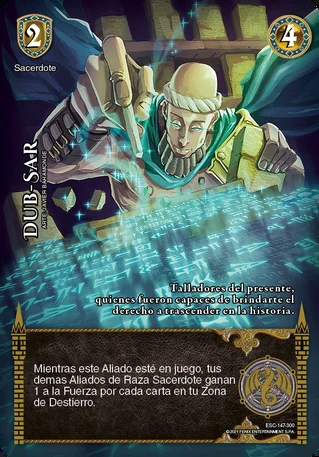 2
4
Sacerdote
DUB-SAR
ARTE: JAVIER BAHAMONDE
Talladores del presente,
quienes fueron capaces de brindarte el
derecho a trascender en la historia.
Mientras este Aliado esté en juego, tus
demas Aliados de Raza Sacerdote ganan
1 a la Fuerza por cada carta en tu Zona
de Destierro.
ESC-147-306
©2021 FENIX ENTERTAINMENT S.P.A.